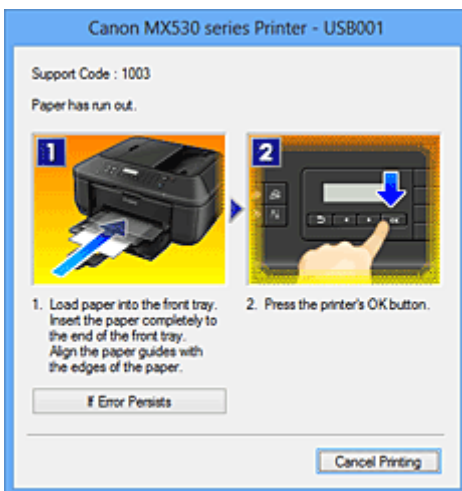 Canon MX530 series Printer - USB001
Support Code : 1003
Paper has run out.
1
2
1. Load paper into the front tray.
Insert the paper completely to
the end of the front tray.
Align the paper guides with
the edges of the paper.
2. Press the printer's OK button.
If Error Persists
Cancel Printing